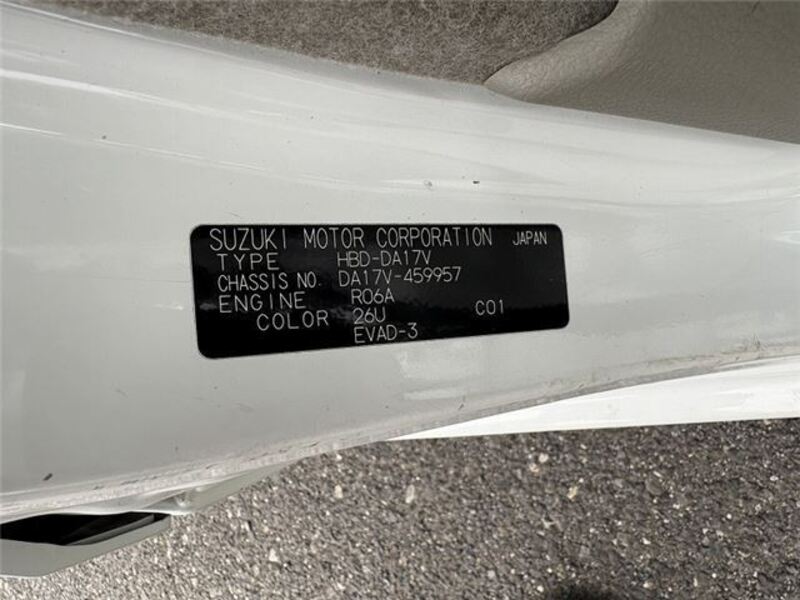 SUZUKI MOTOR CORPORATION JAPAN
TYPE HBD-DA17V
CHASSIS NO. DA17V-459957
ENGINE R06A
COLOR 26U C01
EVAD-3